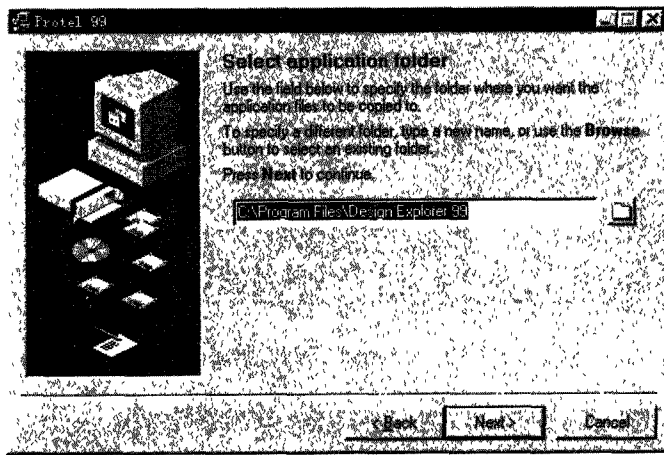 Protel 99
Select application folder
Use the field below to specify the folder where you want the
application files to be copied to.
To specify a different folder, type a new name, or use the Browse
button to select an existing folder.
Press Next to continue.
C:\Program Files\Design Explorer 99
< Back
Next >
Cancel